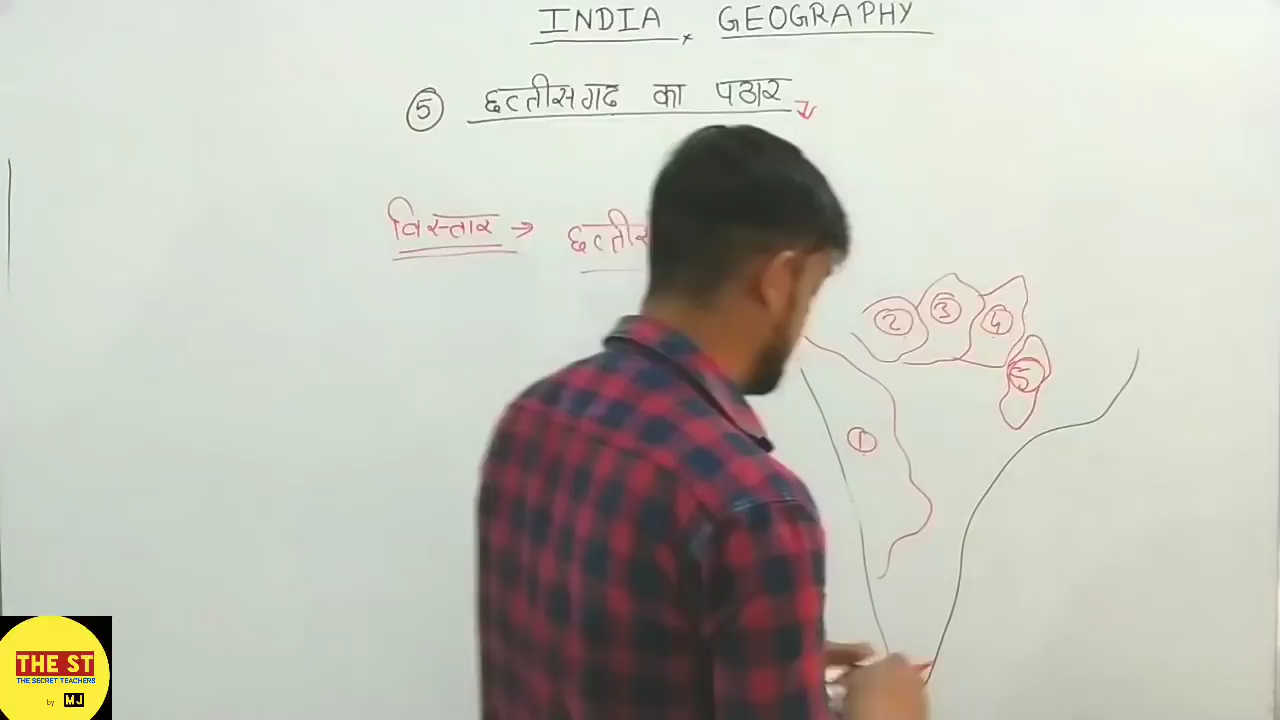 INDIA, GEOGRAPHY
⑤ छत्तीसगढ का पठार
विस्तार →
①
②
③
④
⑤
THE ST
THE SECRET TEACHERS
by MJ